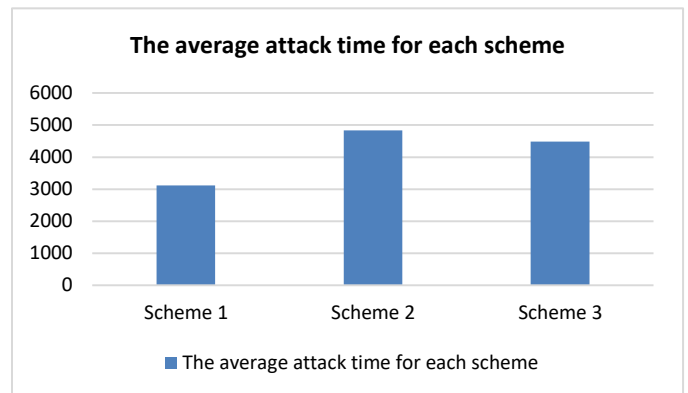 The average attack time for each scheme
6000
5000
4000
3000
2000
1000
0
Scheme 1 Scheme 2 Scheme 3
The average attack time for each scheme